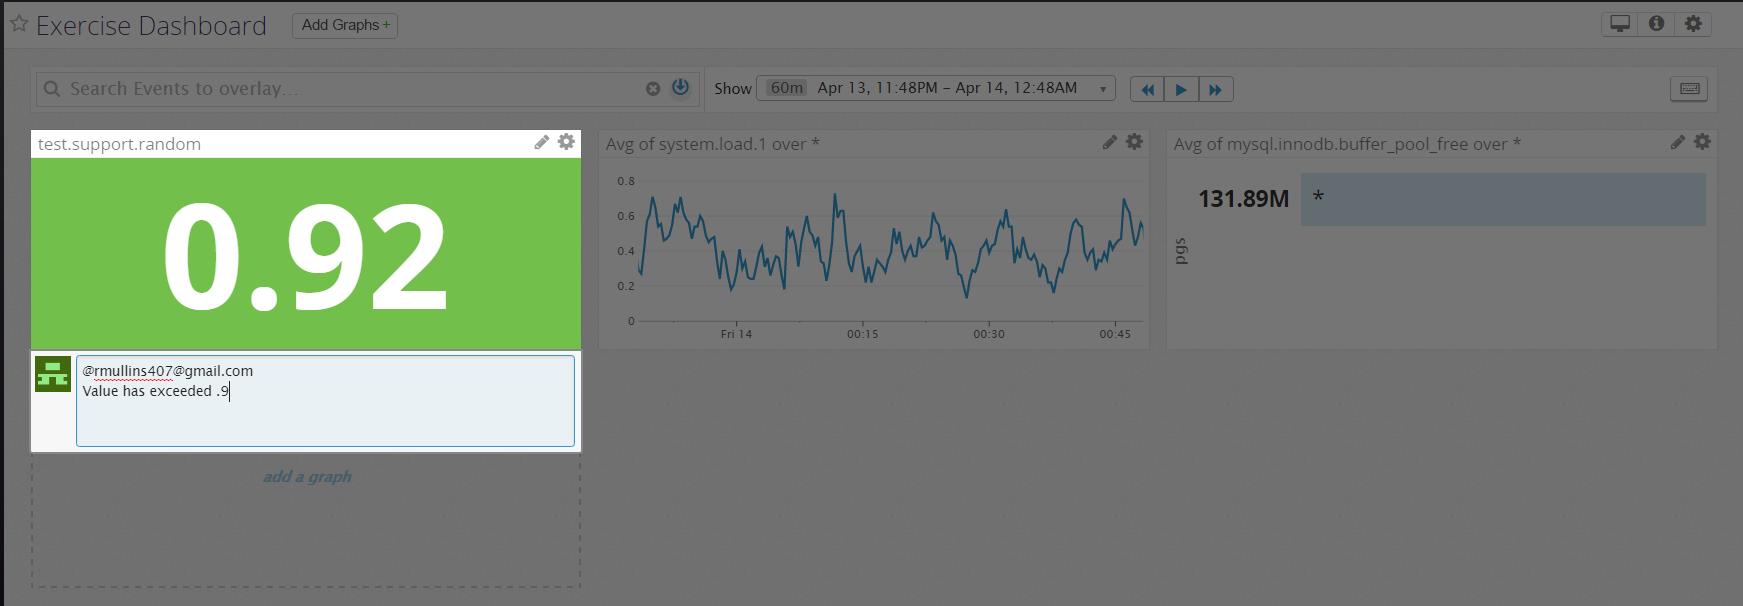 Exercise Dashboard
Add Graphs +
Search Events to overlay...
Show
60m Apr 13, 11:48PM - Apr 14, 12:48AM
test.support.random
0.92
@rmullins407@gmail.com
Value has exceeded .9
add a graph
Avg of system.load.1 over *
0.8
0.6
0.4
0.2
0
Fri 14
00:15
00:30
00:45
Avg of mysql.innodb.buffer_pool_free over *
131.89M
*
pgs